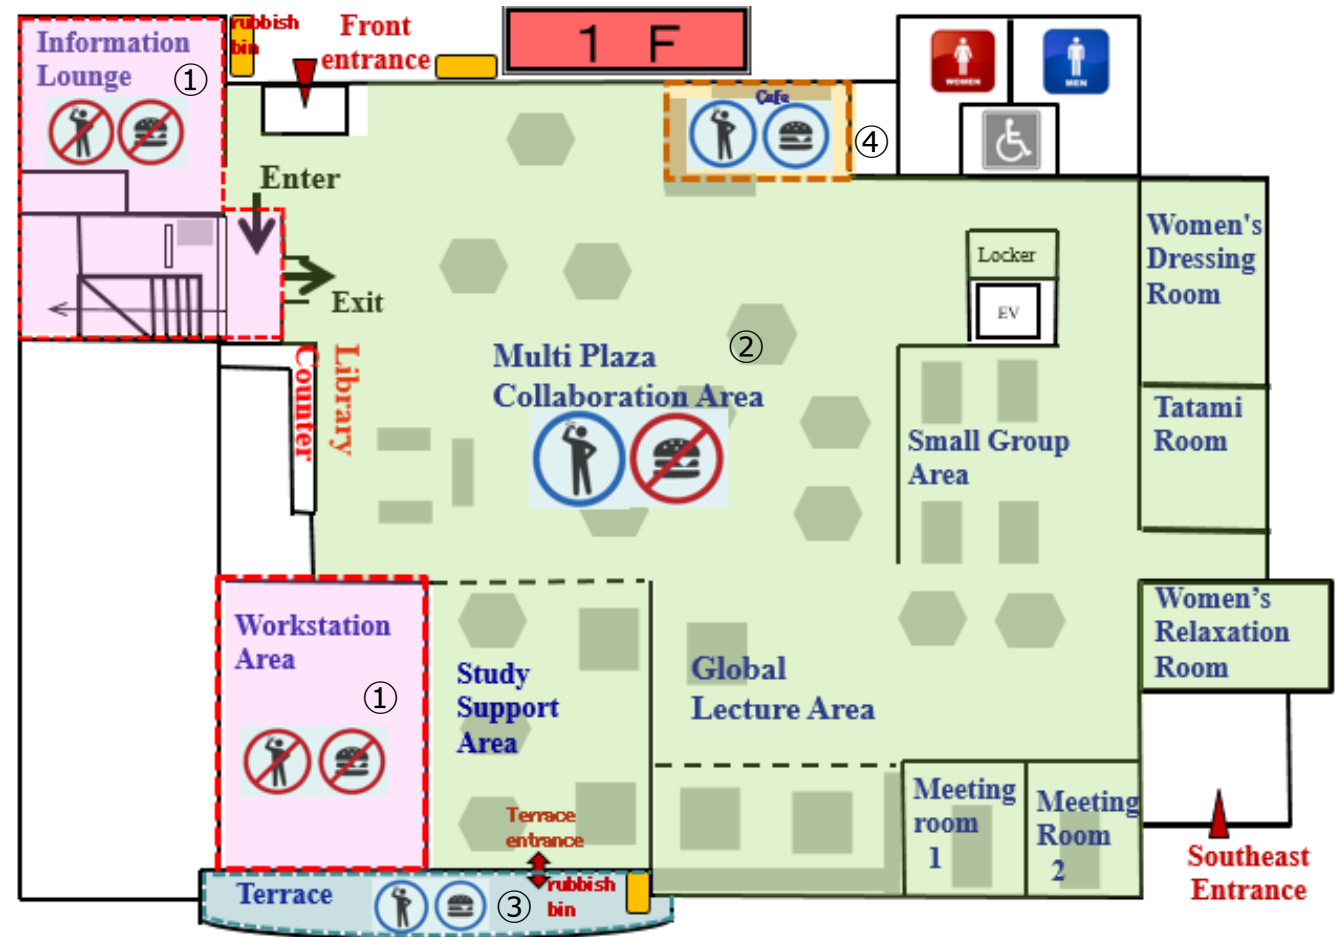 1 F
rubbish
bin
Front
entrance
Information
Lounge
①
Cafe
④
WOMEN
MEN
Enter
Exit
Locker
EV
Women's
Dressing
Room
Library
Counter
Multi Plaza
Collaboration Area
②
Small Group
Area
Tatami
Room
Workstation
Area
①
Study
Support
Area
Global
Lecture Area
Women’s
Relaxation
Room
Meeting
room
1
Meeting
Room
2
Terrace
entrance
Terrace
③
rubbish
bin
Southeast
Entrance